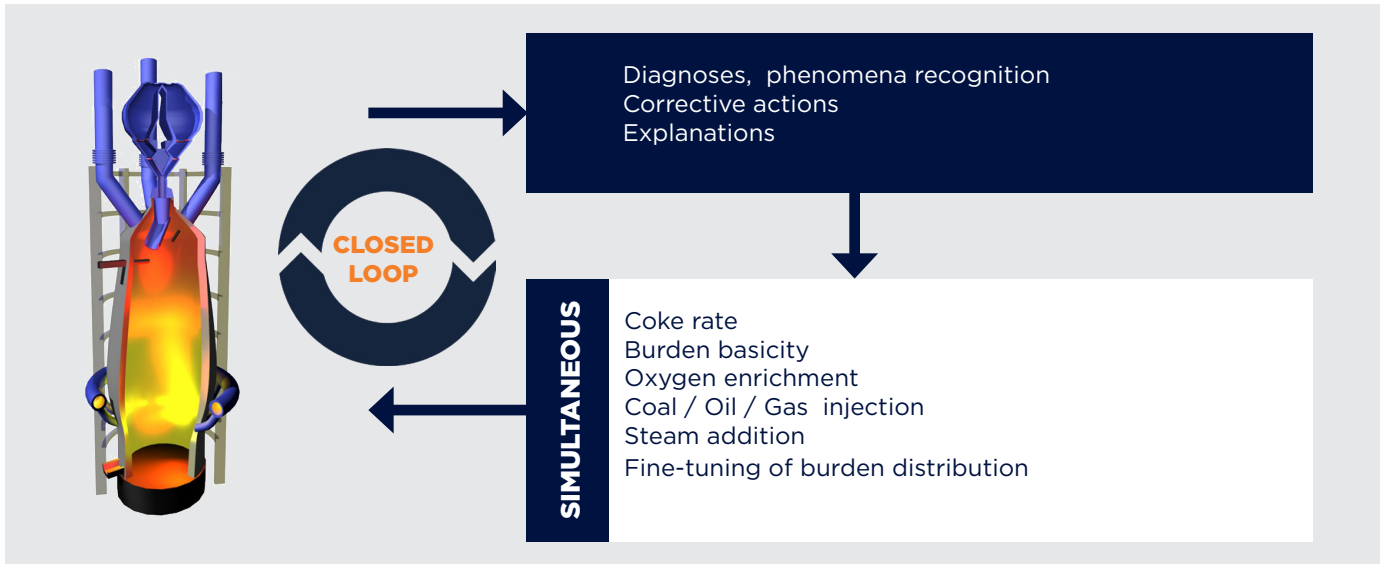 Diagnoses, phenomena recognition
Corrective actions
Explanations
CLOSED
LOOP
SIMULTANEOUS
Coke rate
Burden basicity
Oxygen enrichment
Coal / Oil / Gas injection
Steam addition
Fine-tuning of burden distribution